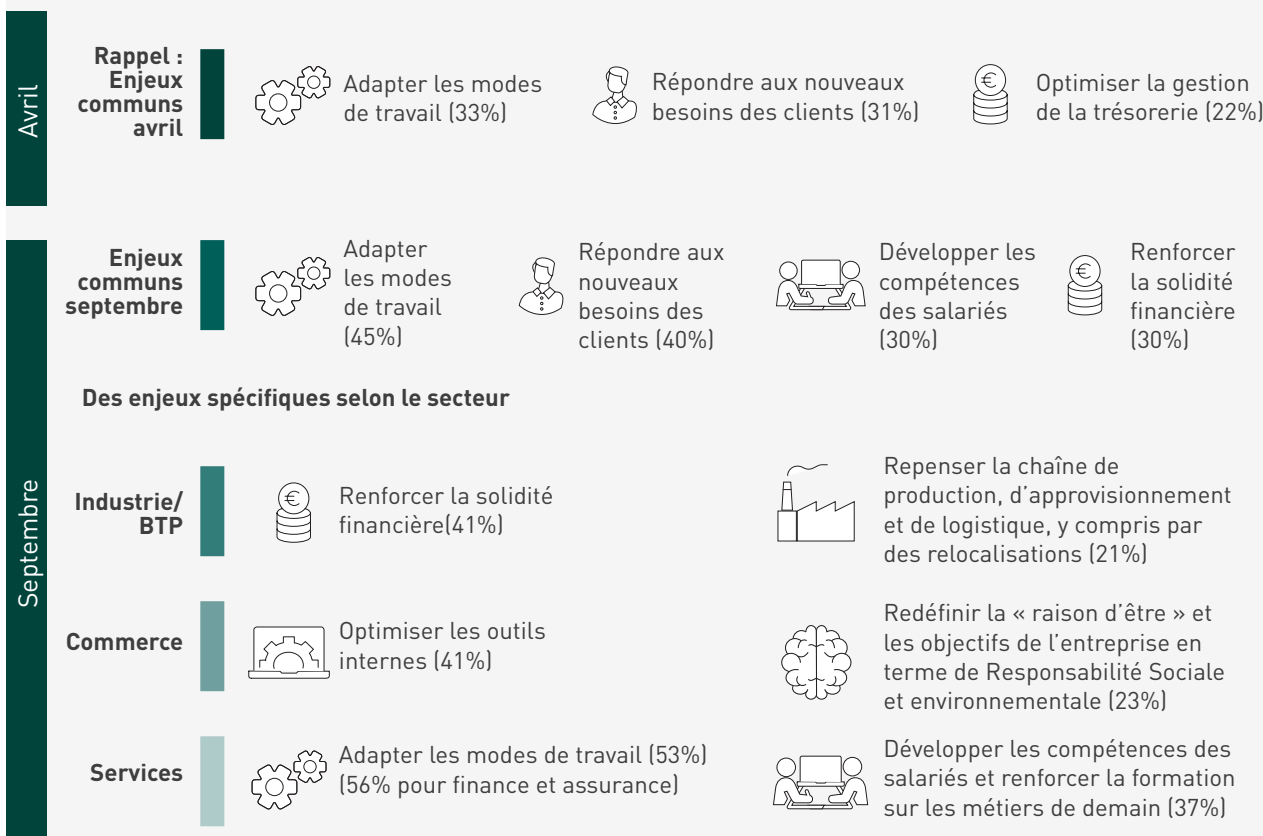 Avril
Rappel :
Enjeux
communs
avril
Adapter les modes
de travail (33%)
Répondre aux nouveaux
besoins des clients (31%)
€
Optimiser la gestion
de la trésorerie (22%)
Septembre
Enjeux
communs
septembre
Adapter
les modes
de travail
(45%)
Répondre aux
nouveaux
besoins des
clients (40%)
Développer les
compétences
des salariés
(30%)
€
Renforcer
la solidité
financière
(30%)
Des enjeux spécifiques selon le secteur
Industrie/
BTP
€
Renforcer la solidité
financière(41%)
Repenser la chaîne de
production, d’approvisionnement
et de logistique, y compris par
des relocalisations (21%)
Commerce
Optimiser les outils
internes (41%)
Redéfinir la « raison d’être » et
les objectifs de l’entreprise en
terme de Responsabilité Sociale
et environnementale (23%)
Services
Adapter les modes de travail (53%)
(56% pour finance et assurance)
Développer les compétences des
salariés et renforcer la formation
sur les métiers de demain (37%)